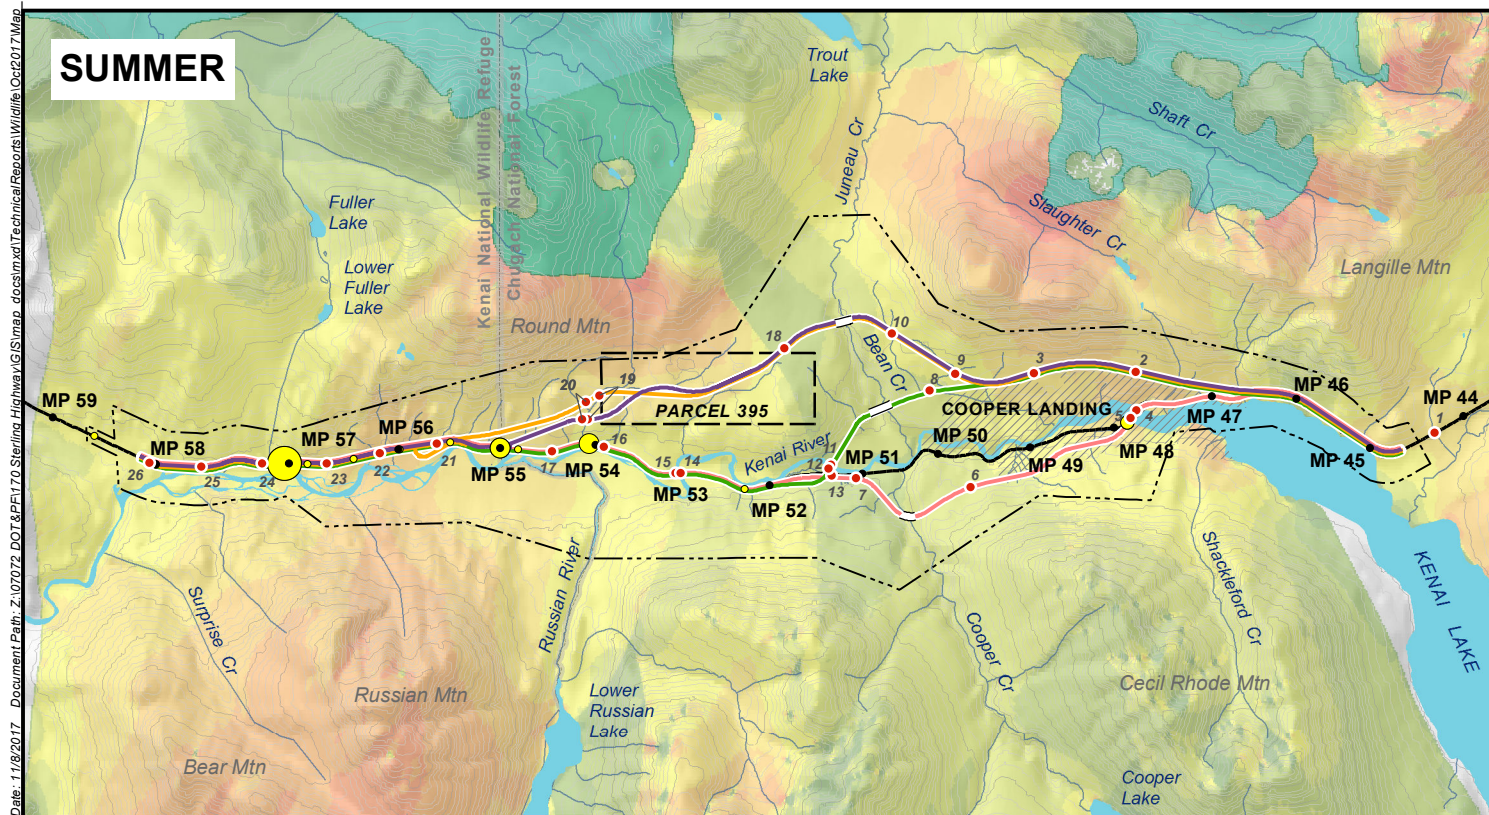 SUMMER
Date: 11/8/2017 Document Path: Z:\07072 DOT&PF\170 Sterling Highway\GIS\map_docs\mxd\TechnicalReports\Wildlife\Oct2017Map
Kenai National Wildlife Refuge
Chugach National Forest
Trout
Lake
Juneau Cr
Shaft Cr
Slaughter Cr
Langille Mtn
Fuller
Lake
Lower
Fuller
Lake
Round Mtn
Bean Cr
18
10
9
3
2
8
20
19
PARCEL 395
COOPER LANDING
5
4
MP 59
MP 58
MP 57
MP 56
MP 55
MP 54
MP 53
MP 52
MP 51
MP 50
MP 49
MP 48
MP 47
MP 46
MP 45
MP 44
1
26
25
24
23
22
21
17
16
15
14
13
12
11
7
6
Kenai River
Russian River
Surprise Cr
Russian Mtn
Bear Mtn
Lower
Russian
Lake
Cooper Cr
Shackleford Cr
Cecil Rhode Mtn
Cooper
Lake
KENAI LAKE